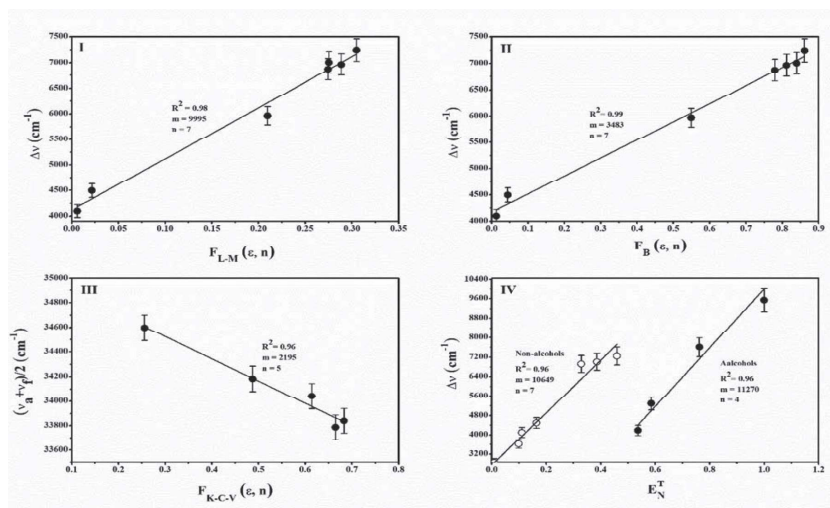 I
7500
7000
6500
6000
5500
5000
4500
4000
Δν (cm⁻¹)
R² = 0.98
m = 9995
n = 7
0.00 0.05 0.10 0.15 0.20 0.25 0.30 0.35
F_L-M (ε, n)
II
7500
7000
6500
6000
5500
5000
4500
4000
Δν (cm⁻¹)
R² = 0.99
m = 3483
n = 7
0.0 0.1 0.2 0.3 0.4 0.5 0.6 0.7 0.8 0.9
F_B (ε, n)
III
35000
34800
34600
34400
34200
34000
33800
33600
(ν_a+ν_f)/2 (cm⁻¹)
R² = 0.96
m = 2195
n = 5
0.1 0.2 0.3 0.4 0.5 0.6 0.7 0.8
F_K-C-V (ε, n)
IV
10400
9600
8800
8000
7200
6400
5600
4800
4000
3200
Δν (cm⁻¹)
Non-alcohols
R² = 0.96
m = 10649
n = 7
Aalcohols
R² = 0.96
m = 11270
n = 4
0.0 0.2 0.4 0.6 0.8 1.0 1.2
E_N^T